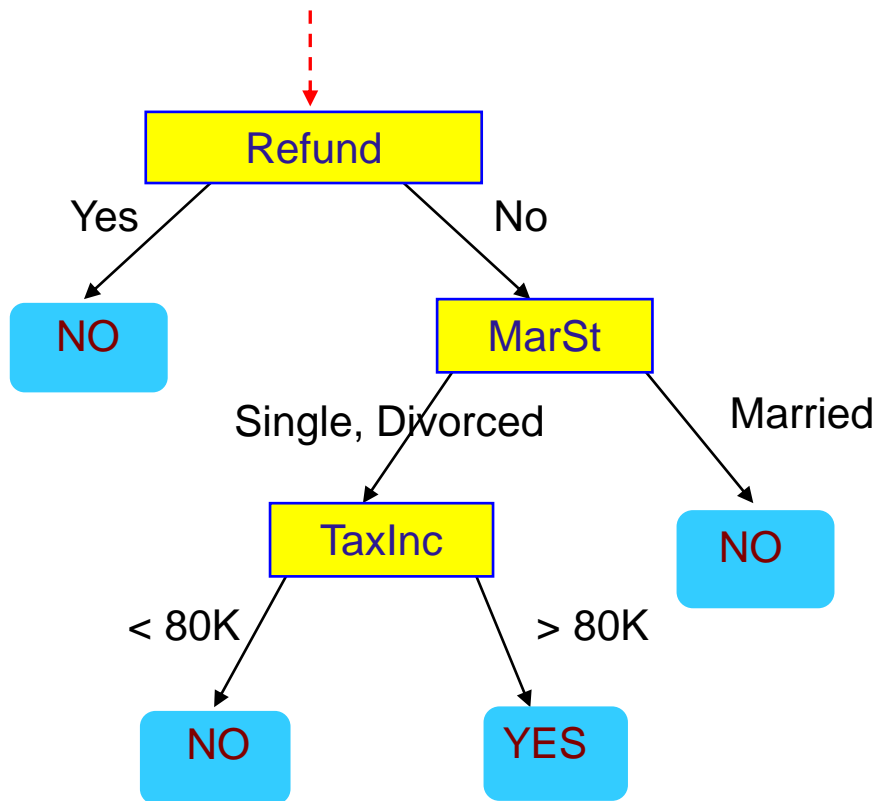 Refund
Yes
No
NO
MarSt
Single, Divorced
Married
TaxInc
NO
< 80K
> 80K
NO
YES